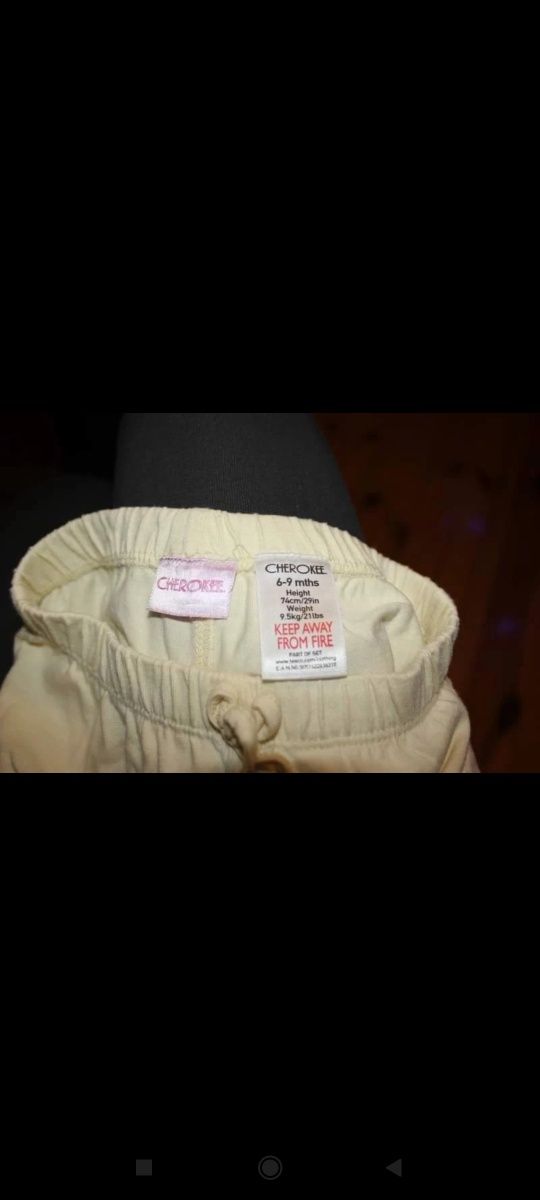 CHEROKEE
CHEROKEE
6-9 mths
Height
74cm/29in
Weight
9.5kg/21lbs
KEEP AWAY
FROM FIRE
PART OF SET
www.tesco.com/clothing